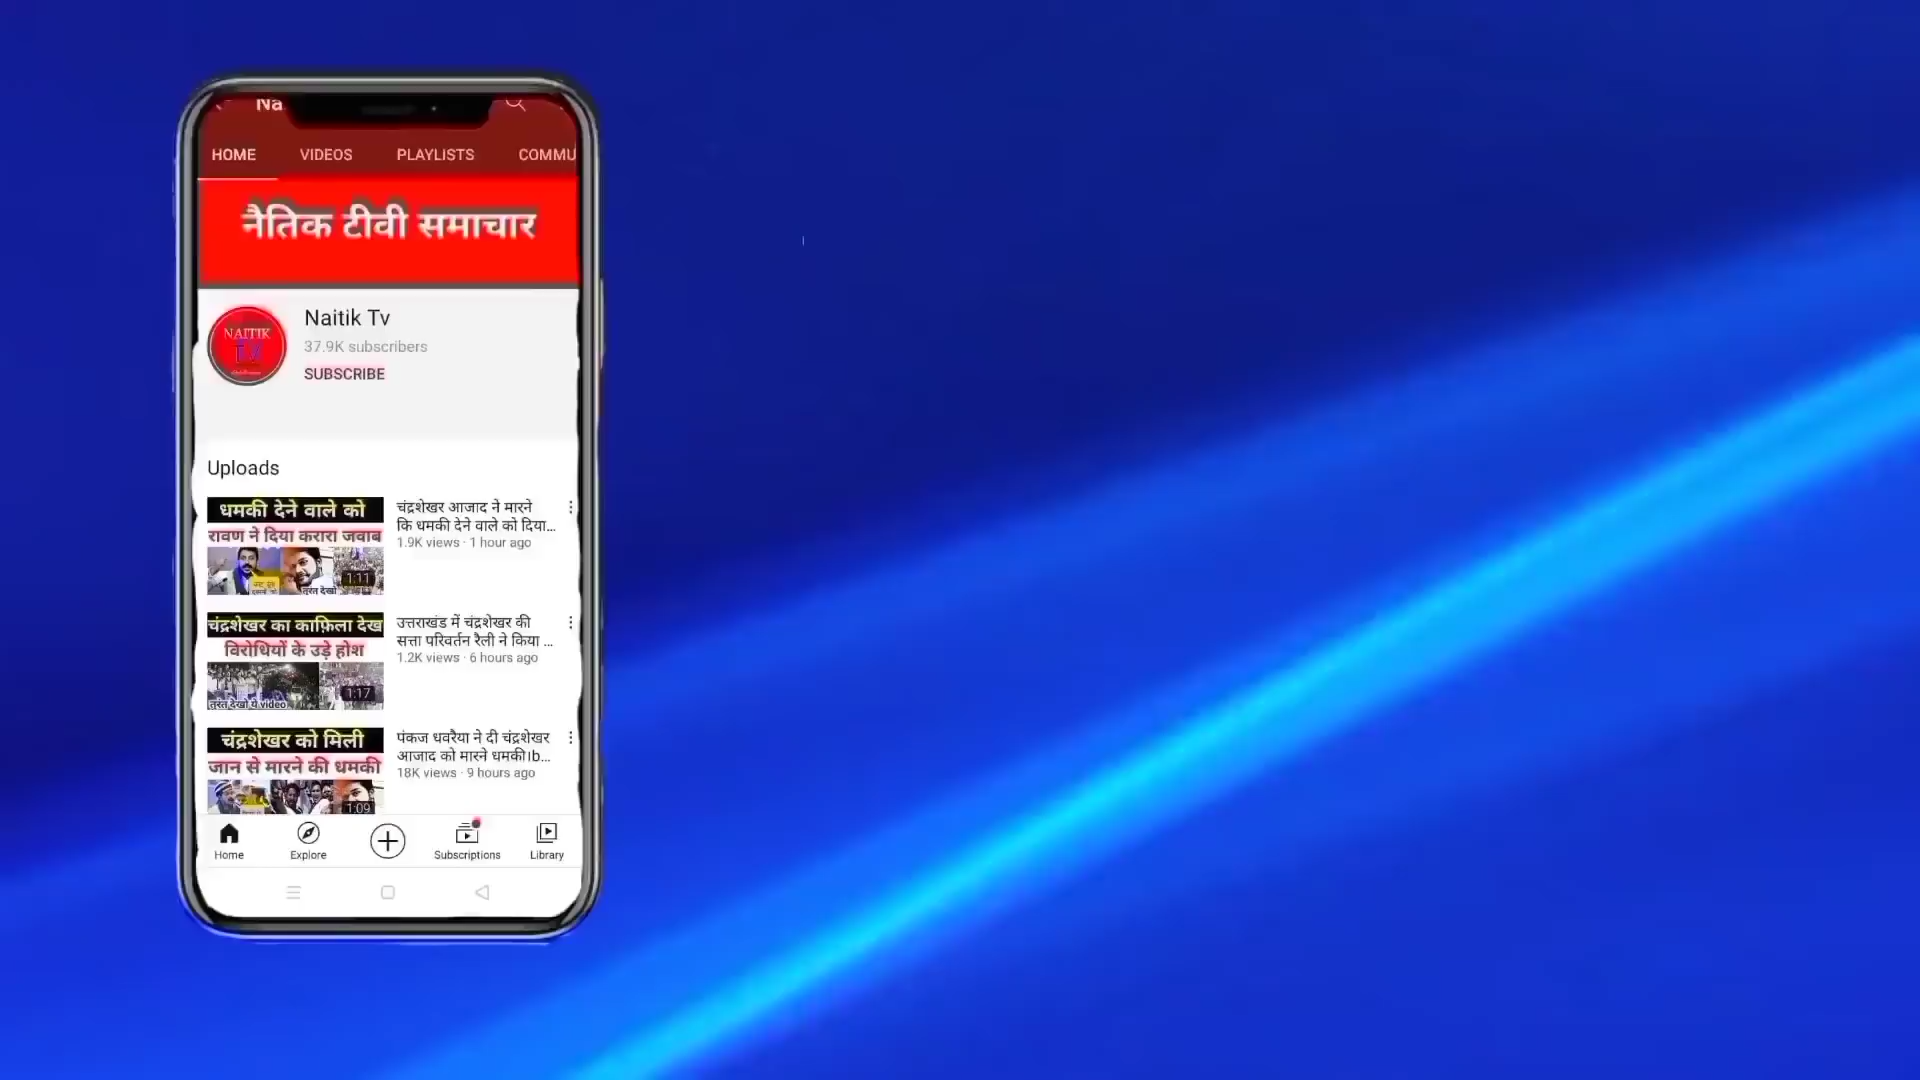 Na
HOME VIDEOS PLAYLISTS COMMU
नैतिक टीवी समाचार
NAITIK
TV
Naitik Tv
37.9K subscribers
SUBSCRIBE
Uploads
धमकी देने वाले को
रावण ने दिया करारा जवाब
तुरंत देखो
1:11
चंद्रशेखर आजाद ने मारने
कि धमकी देने वाले को दिया...
1.9K views · 1 hour ago
चंद्रशेखर का काफ़िला देख
विरोधियों के उड़े होश
तुरंत देखो ये video
1:17
उत्तराखंड में चंद्रशेखर की
सत्ता परिवर्तन रैली ने किया ...
1.2K views · 6 hours ago
चंद्रशेखर को मिली
जान से मारने की धमकी
1:09
पंकज धवरैया ने दी चंद्रशेखर
आजाद को मारने धमकी।b...
18K views · 9 hours ago
Home Explore Subscriptions Library